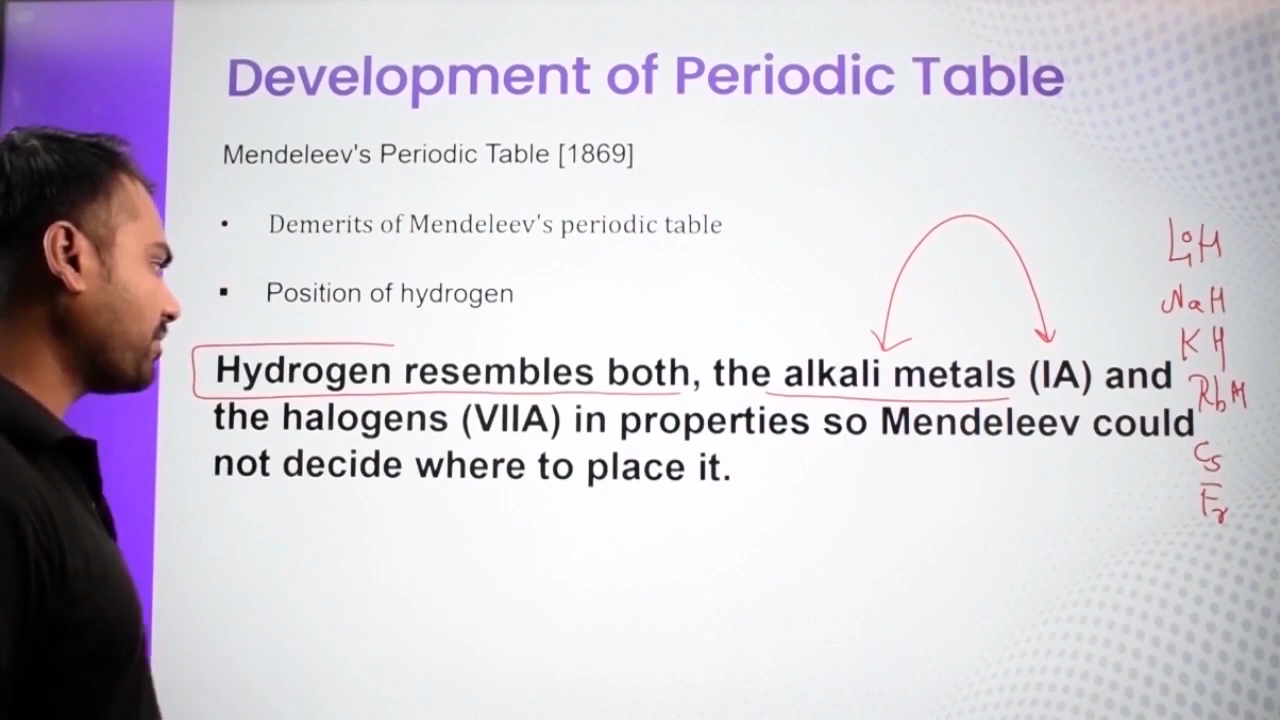 Development of Periodic Table
Mendeleev's Periodic Table [1869]
• Demerits of Mendeleev's periodic table
▪ Position of hydrogen
Hydrogen resembles both, the alkali metals (IA) and
the halogens (VIIA) in properties so Mendeleev could
not decide where to place it.
LiH
NaH
KH
RbH
Cs
Fr